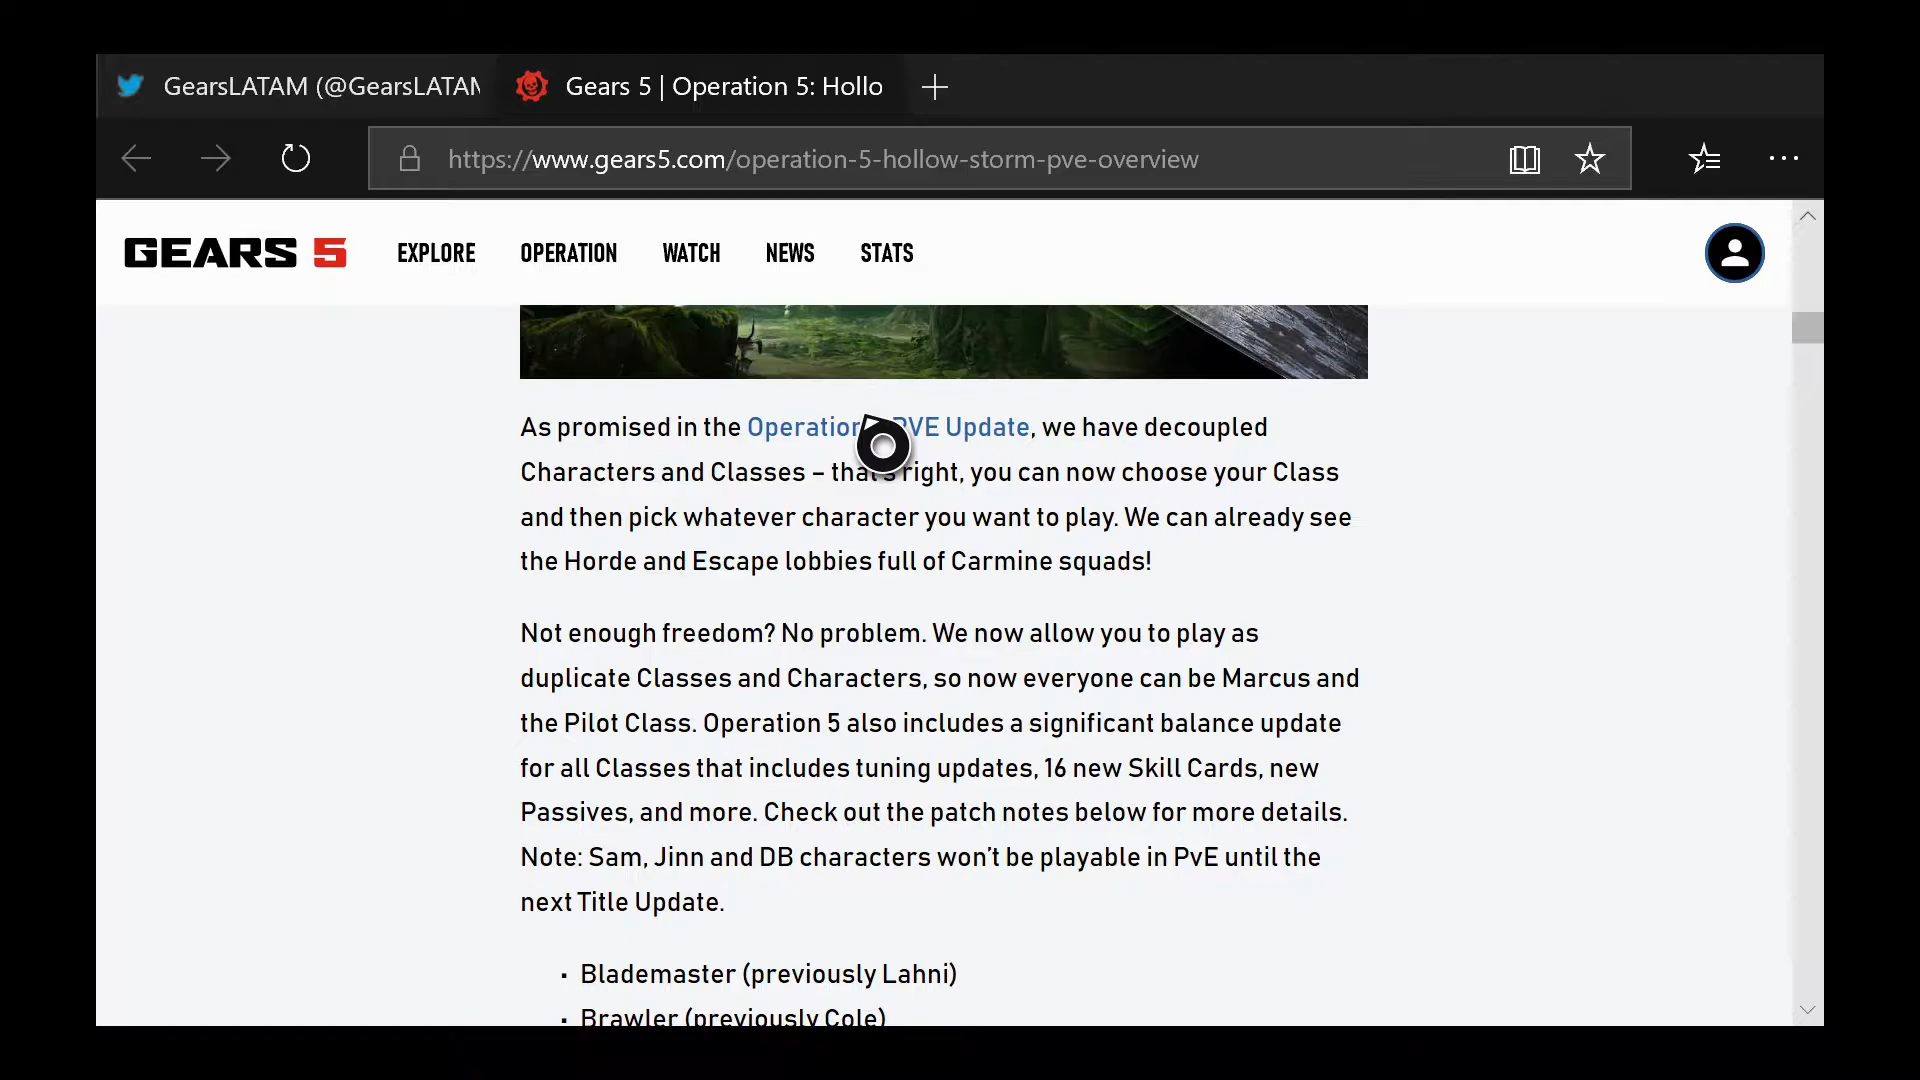 GearsLATAM (@GearsLATAM
Gears 5 | Operation 5: Hollo
https://www.gears5.com/operation-5-hollow-storm-pve-overview
GEARS 5 EXPLORE OPERATION WATCH NEWS STATS
As promised in the Operation PVE Update, we have decoupled
Characters and Classes – that's right, you can now choose your Class
and then pick whatever character you want to play. We can already see
the Horde and Escape lobbies full of Carmine squads!
Not enough freedom? No problem. We now allow you to play as
duplicate Classes and Characters, so now everyone can be Marcus and
the Pilot Class. Operation 5 also includes a significant balance update
for all Classes that includes tuning updates, 16 new Skill Cards, new
Passives, and more. Check out the patch notes below for more details.
Note: Sam, Jinn and DB characters won't be playable in PvE until the
next Title Update.
▪ Blademaster (previously Lahni)
▪ Brawler (previously Cole)